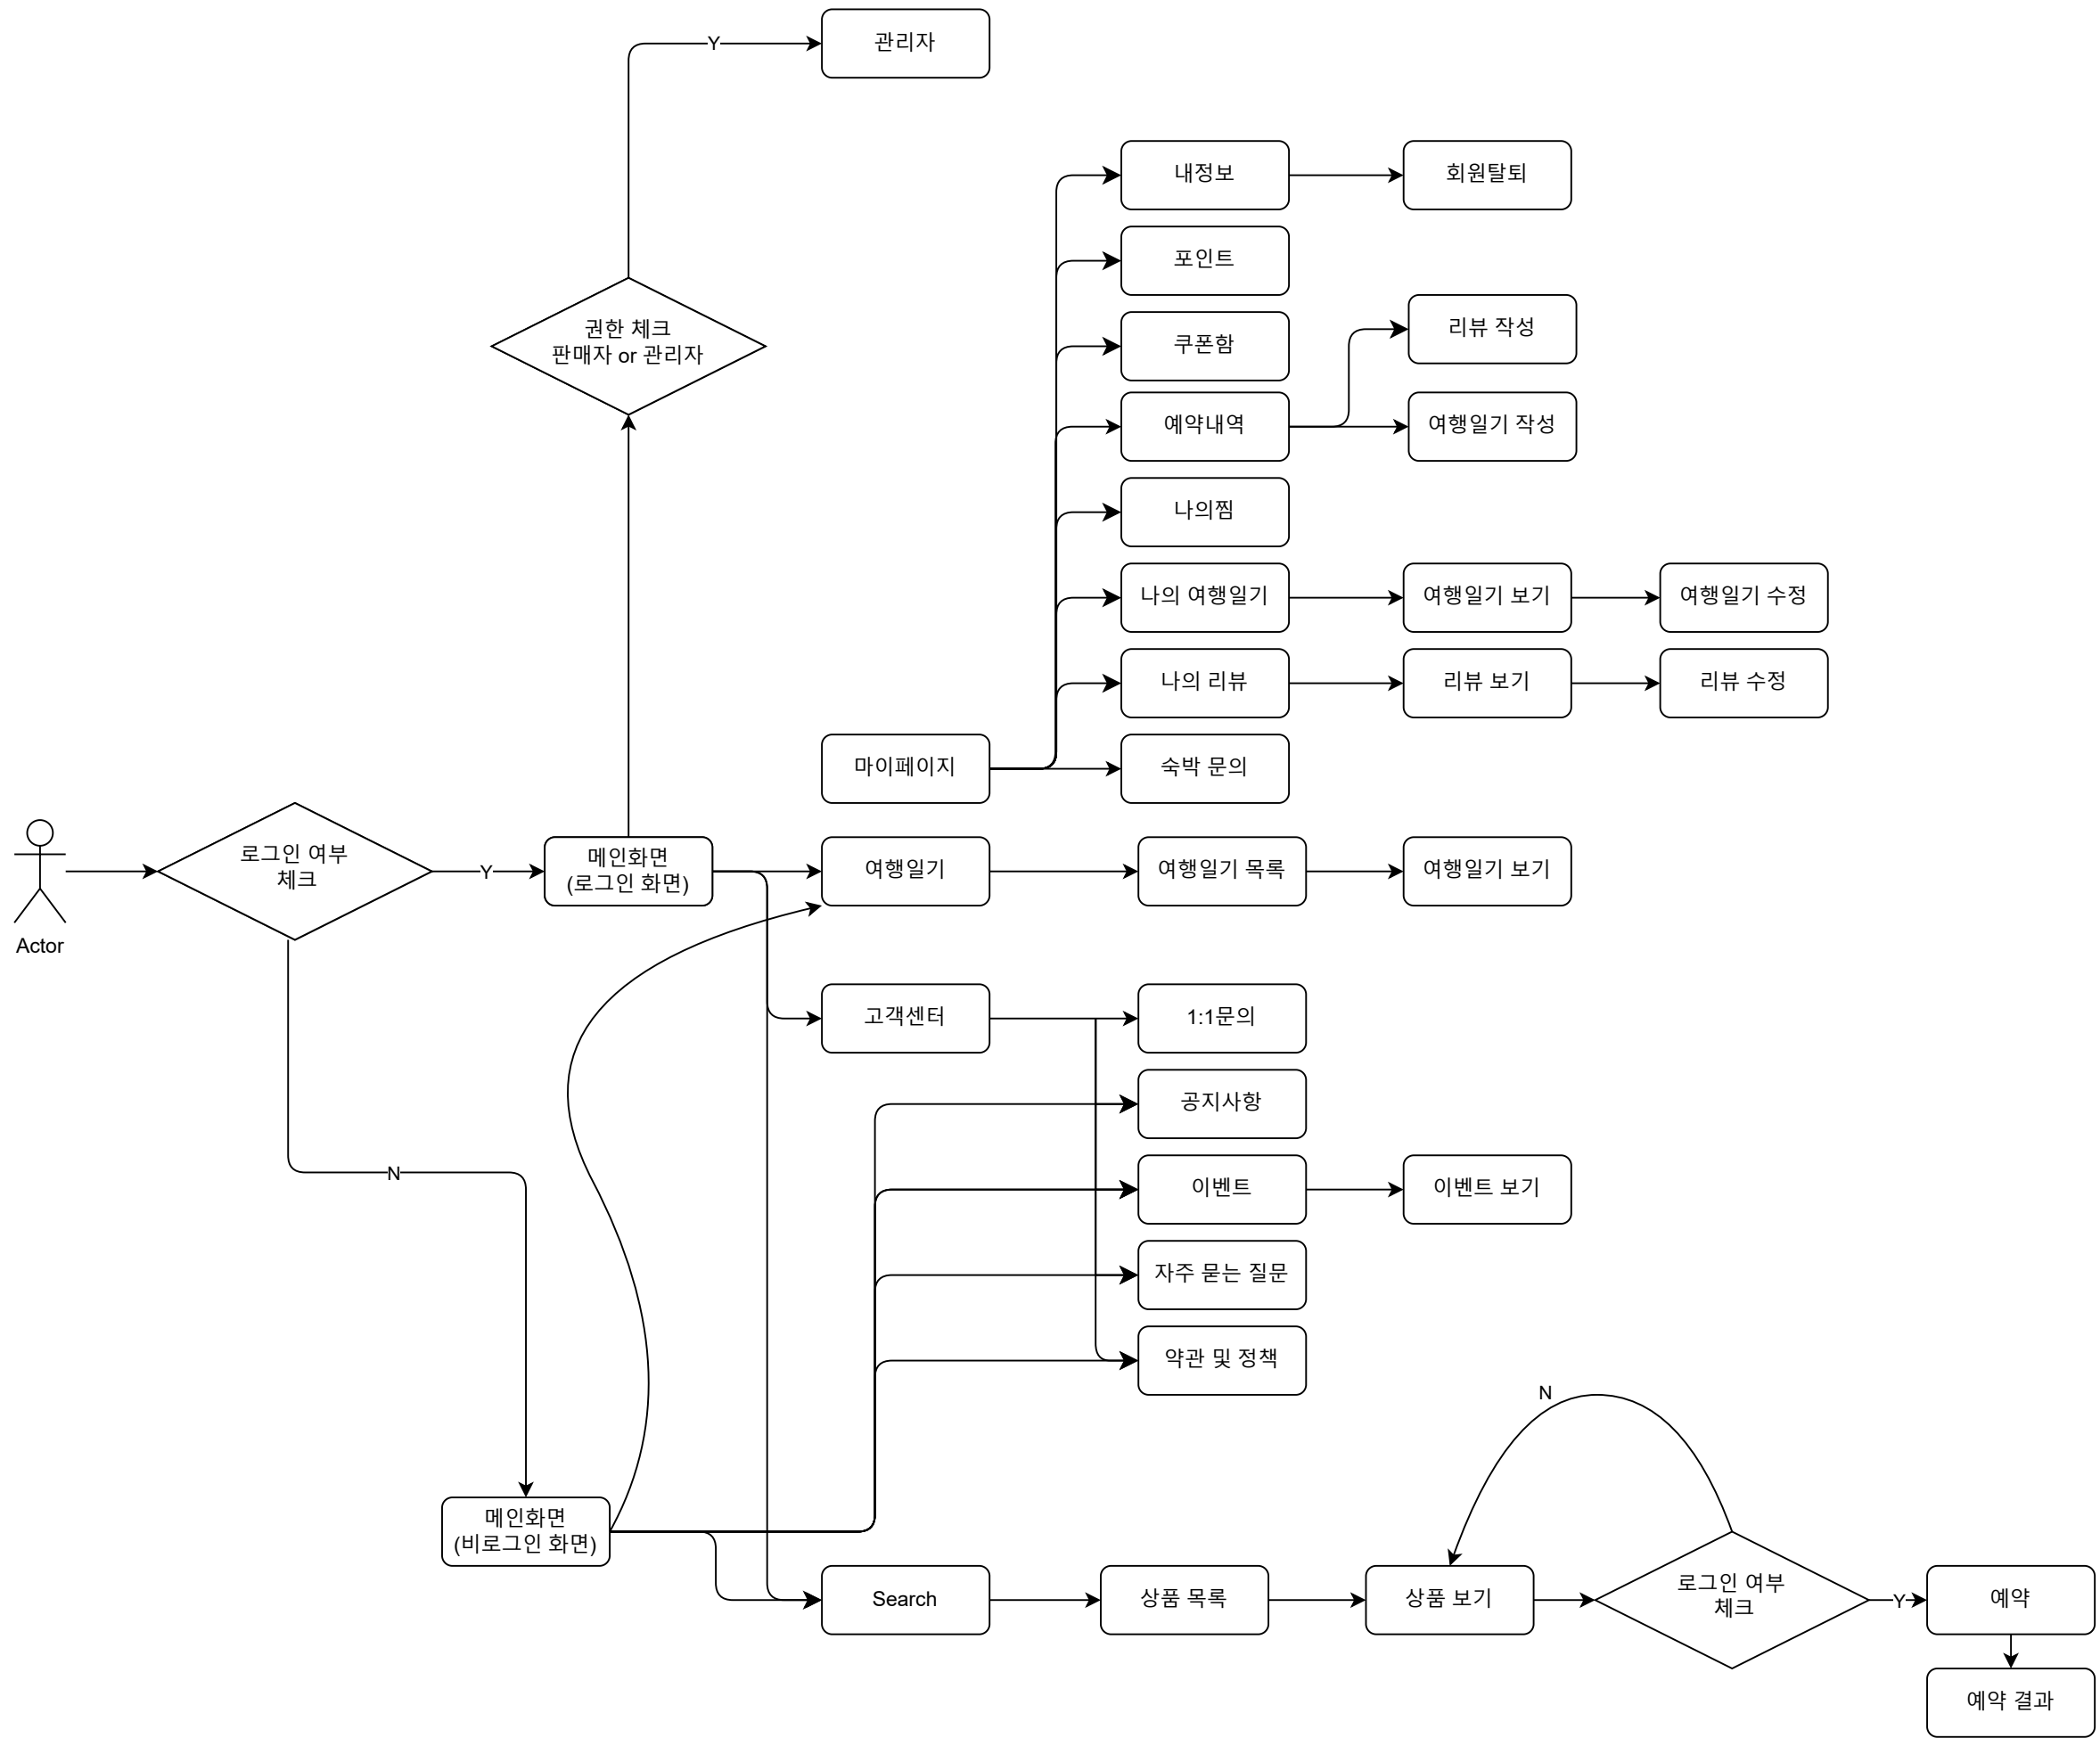 Y
관리자
내정보
회원탈퇴
포인트
권한 체크
판매자 or 관리자
쿠폰함
리뷰 작성
예약내역
여행일기 작성
나의찜
나의 여행일기
여행일기 보기
여행일기 수정
나의 리뷰
리뷰 보기
리뷰 수정
마이페이지
숙박 문의
Actor
로그인 여부
체크
Y
메인화면
(로그인 화면)
여행일기
여행일기 목록
여행일기 보기
고객센터
1:1문의
공지사항
N
이벤트
이벤트 보기
자주 묻는 질문
약관 및 정책
N
메인화면
(비로그인 화면)
Search
상품 목록
상품 보기
로그인 여부
체크
Y
예약
예약 결과